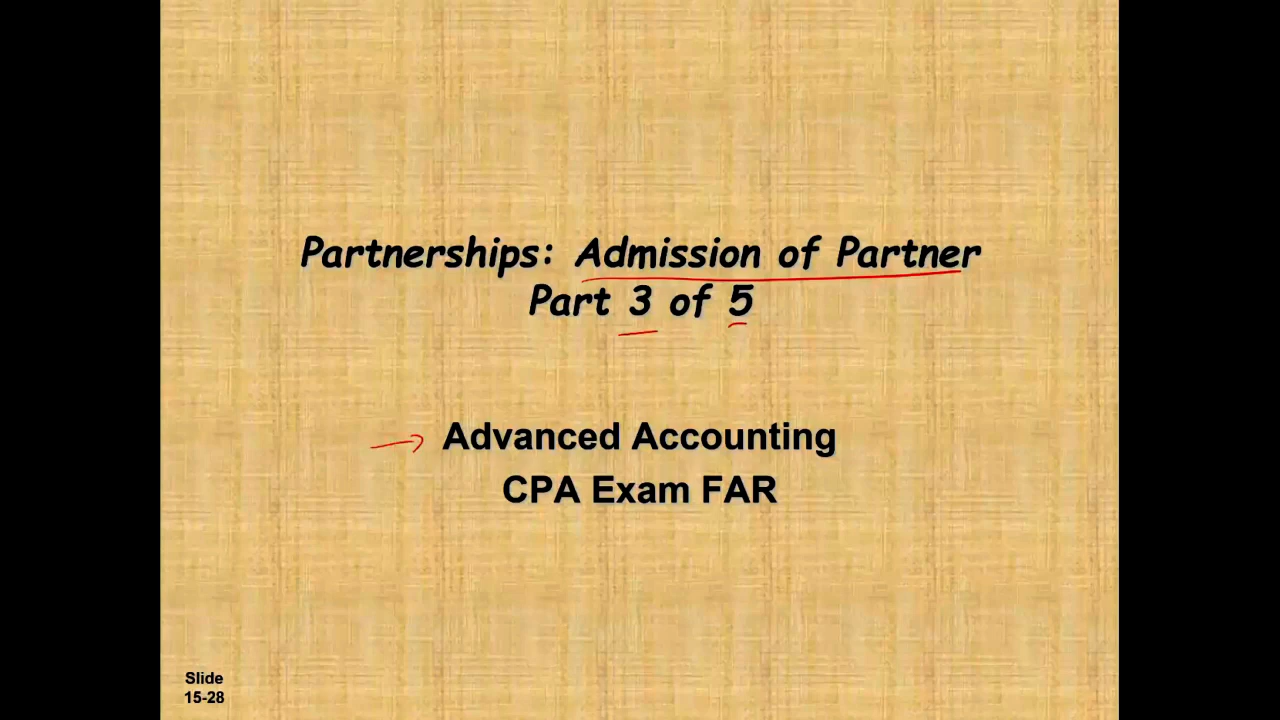 Partnerships: Admission of Partner
Part 3 of 5
Advanced Accounting
CPA Exam FAR
Slide
15-28